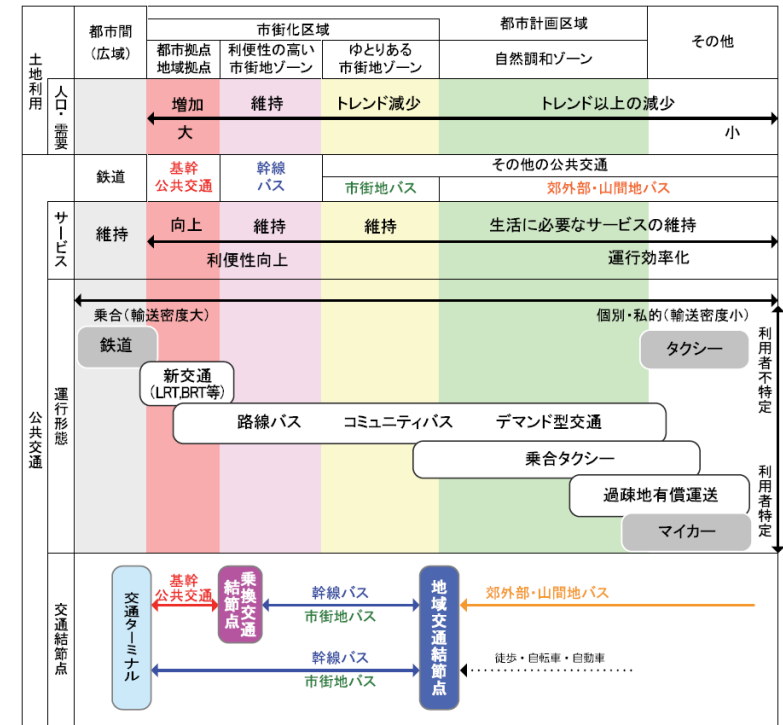 土地利用
都市間
(広域)
市街化区域
都市計画区域
その他
都市拠点
地域拠点
利便性の高い
市街地ゾーン
ゆとりある
市街地ゾーン
自然調和ゾーン
人口・需要
増加
維持
トレンド減少
トレンド以上の減少
大
小
公共交通
鉄道
基幹
公共交通
幹線
バス
その他の公共交通
市街地バス
郊外部・山間地バス
サービス
維持
向上
維持
維持
生活に必要なサービスの維持
利便性向上
運行効率化
運行形態
乗合(輸送密度大)
個別・私的(輸送密度小)
鉄道
タクシー
利用者不特定
新交通
(LRT,BRT等)
路線バス
コミュニティバス
デマンド型交通
乗合タクシー
過疎地有償運送
マイカー
利用者特定
交通結節点
交通ターミナル
基幹
公共交通
乗換交通
結節点
幹線バス
市街地バス
地域交通結節点
郊外部・山間地バス
幹線バス
市街地バス
徒歩・自転車・自動車